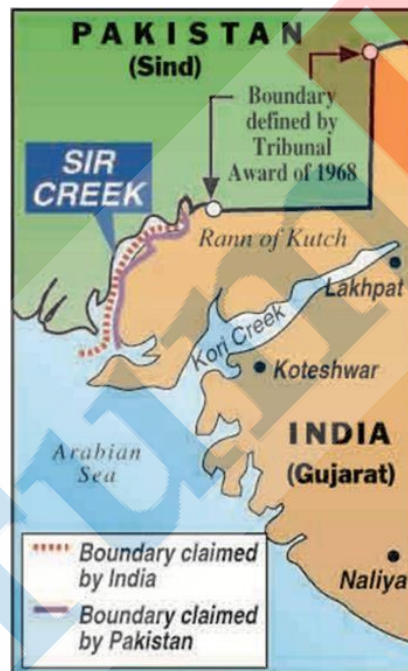 PAKISTAN
(Sind)
Boundary
defined by
Tribunal
Award of 1968
SIR
CREEK
Rann of Kutch
Lakhpat
Kori Creek
Koteshwar
INDIA
(Gujarat)
Arabian
Sea
Naliya
Boundary claimed
by India
Boundary claimed
by Pakistan